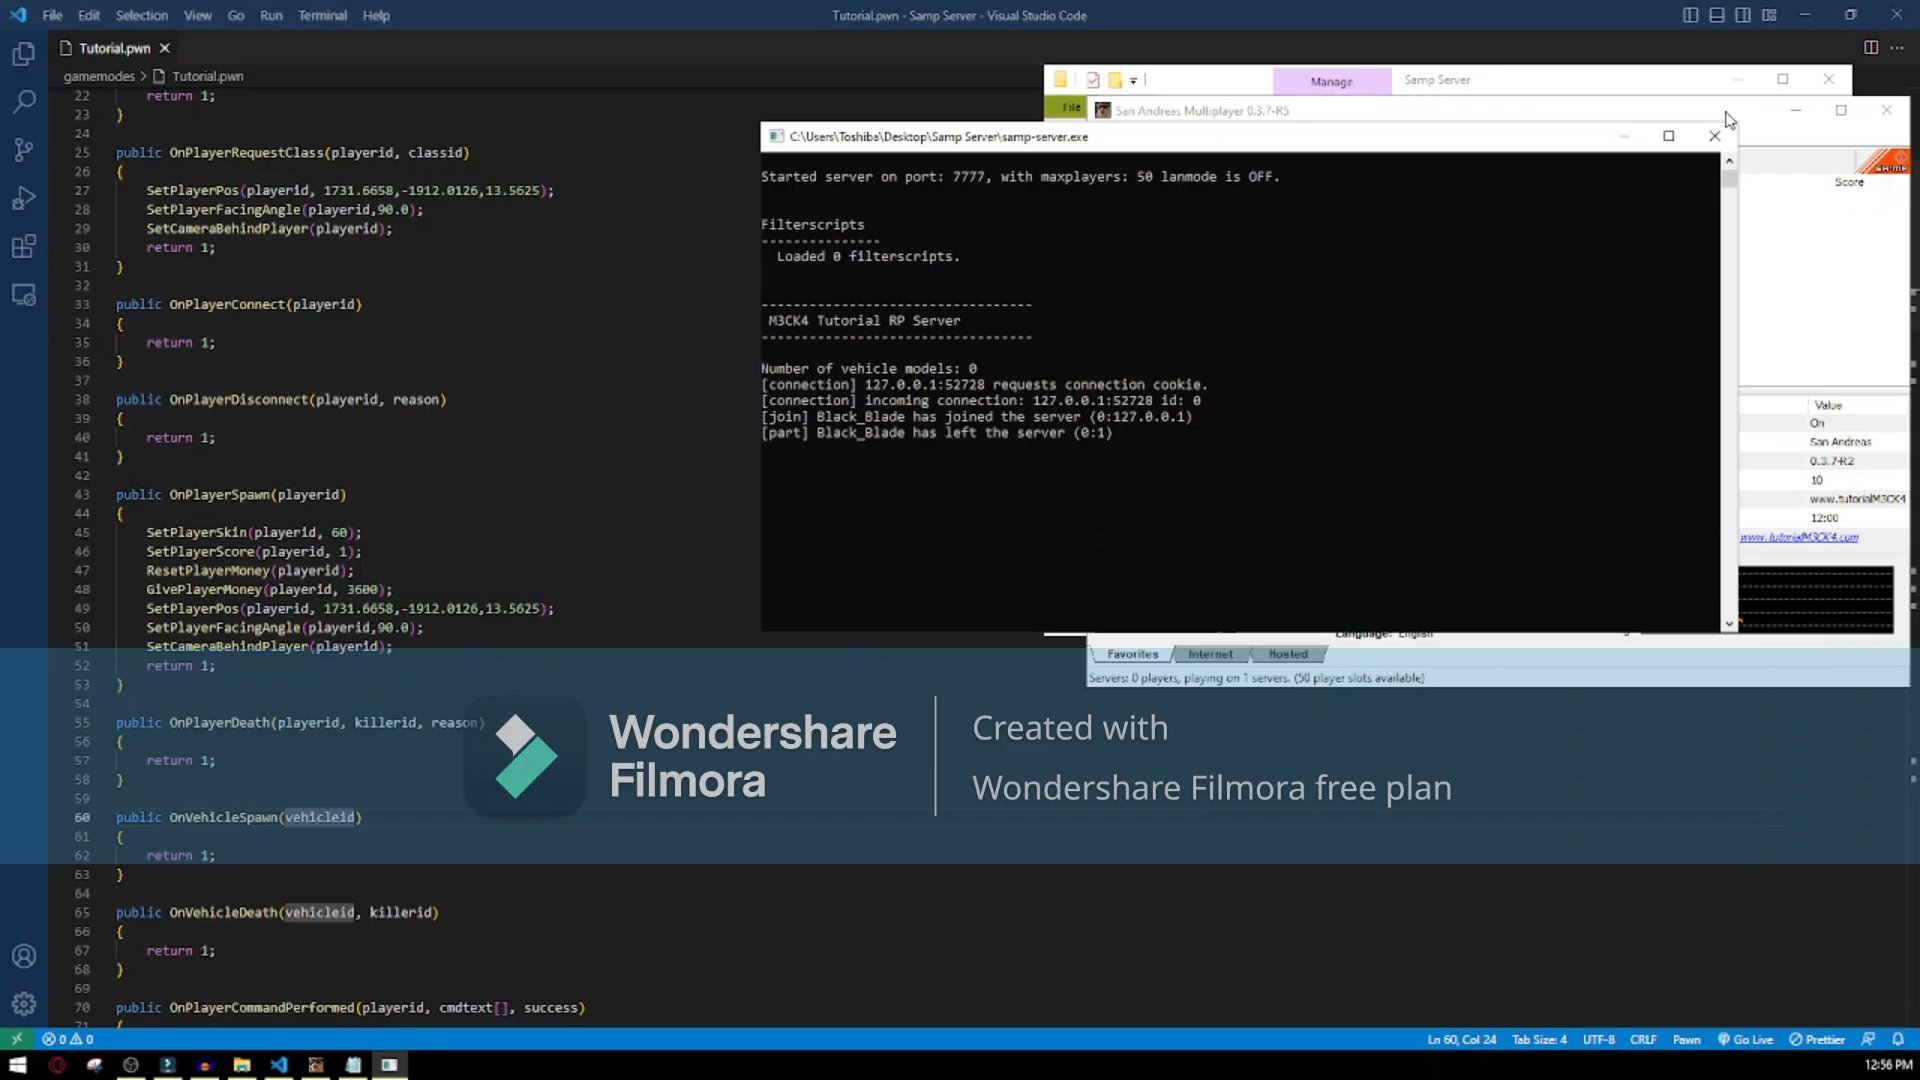 File Edit Selection View Go Run Terminal Help
Tutorial.pwn - Samp Server - Visual Studio Code
Tutorial.pwn
gamemodes > Tutorial.pwn
22 return 1;
23 }
24
25 public OnPlayerRequestClass(playerid, classid)
26 {
27 SetPlayerPos(playerid, 1731.6658,-1912.0126,13.5625);
28 SetPlayerFacingAngle(playerid,90.0);
29 SetCameraBehindPlayer(playerid);
30 return 1;
31 }
32
33 public OnPlayerConnect(playerid)
34 {
35 return 1;
36 }
37
38 public OnPlayerDisconnect(playerid, reason)
39 {
40 return 1;
41 }
42
43 public OnPlayerSpawn(playerid)
44 {
45 SetPlayerSkin(playerid, 60);
46 SetPlayerScore(playerid, 1);
47 ResetPlayerMoney(playerid);
48 GivePlayerMoney(playerid, 3600);
49 SetPlayerPos(playerid, 1731.6658,-1912.0126,13.5625);
50 SetPlayerFacingAngle(playerid,90.0);
51 SetCameraBehindPlayer(playerid);
52 return 1;
53 }
54
55 public OnPlayerDeath(playerid, killerid, reason)
56 {
57 return 1;
58 }
59
60 public OnVehicleSpawn(vehicleid)
61 {
62 return 1;
63 }
64
65 public OnVehicleDeath(vehicleid, killerid)
66 {
67 return 1;
68 }
69
70 public OnPlayerCommandPerformed(playerid, cmdtext[], success)
71 {
Manage Samp Server
File San Andreas Multiplayer 0.3.7-R5
C:\Users\Toshiba\Desktop\Samp Server\samp-server.exe
Started server on port: 7777, with maxplayers: 50 lanmode is OFF.
Filterscripts
---------------
Loaded 0 filterscripts.
----------------------------------
M3CK4 Tutorial RP Server
----------------------------------
Number of vehicle models: 0
[connection] 127.0.0.1:52728 requests connection cookie.
[connection] incoming connection: 127.0.0.1:52728 id: 0
[join] Black_Blade has joined the server (0:127.0.0.1)
[part] Black_Blade has left the server (0:1)
Score
Value
On
San Andreas
0.3.7-R2
10
www.tutorialM3CK4
12:00
www.tutorialM3CK4.com
Language: English
Favorites Internet Hosted
Servers: 0 players, playing on 1 servers. (50 player slots available)
Wondershare
Filmora
Created with
Wondershare Filmora free plan
0 0
Ln 60, Col 24 Tab Size: 4 UTF-8 CRLF Pawn Go Live Prettier
12:56 PM